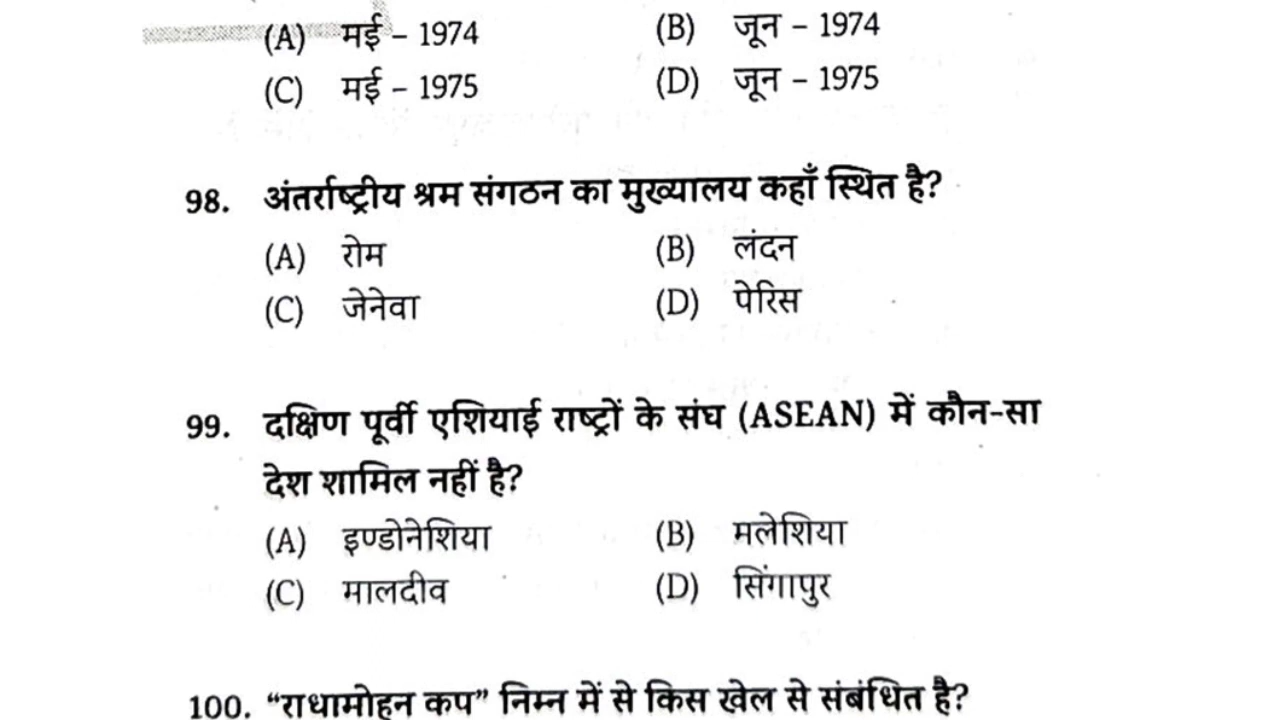 (A) मई – 1974 (B) जून – 1974
(C) मई – 1975 (D) जून – 1975
98. अंतर्राष्ट्रीय श्रम संगठन का मुख्यालय कहाँ स्थित है?
(A) रोम (B) लंदन
(C) जेनेवा (D) पेरिस
99. दक्षिण पूर्वी एशियाई राष्ट्रों के संघ (ASEAN) में कौन-सा
देश शामिल नहीं है?
(A) इण्डोनेशिया (B) मलेशिया
(C) मालदीव (D) सिंगापुर
100. “राधामोहन कप” निम्न में से किस खेल से संबंधित है?